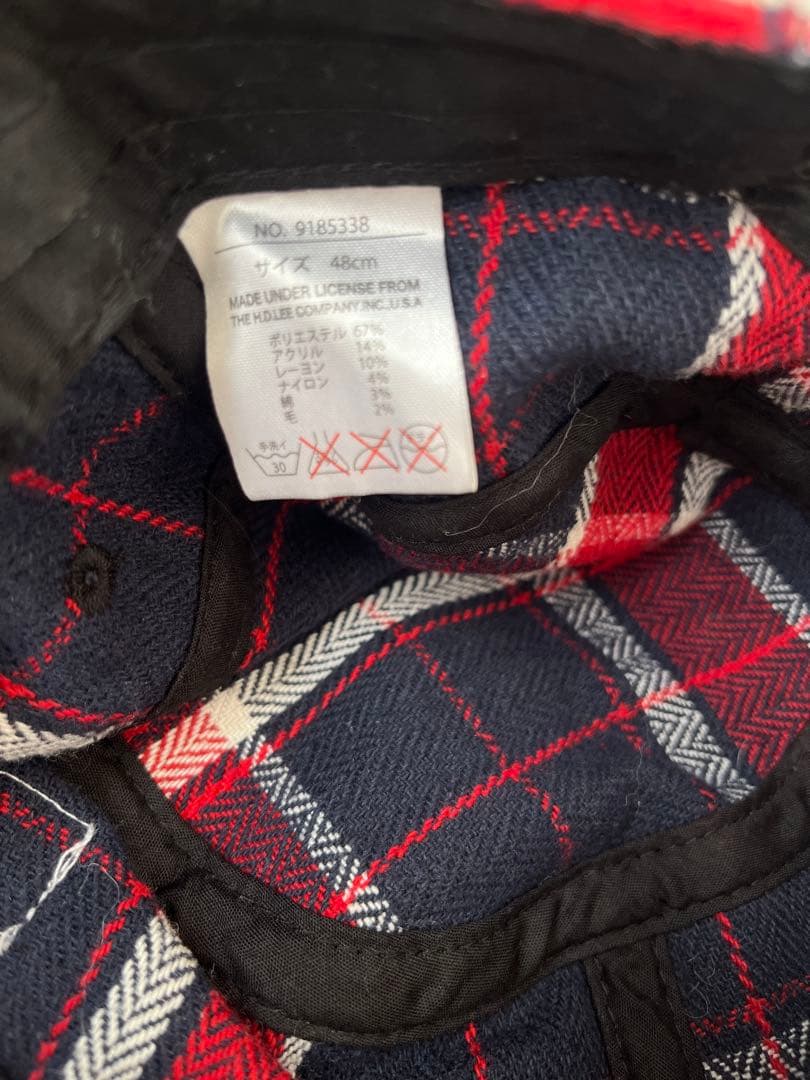 NO. 9185338
サイズ 48cm
MADE UNDER LICENSE FROM
THE H.D.LEE COMPANY.INC.,U.S.A
ポリエステル 67%
アクリル 14%
レーヨン 10%
ナイロン 4%
綿 3%
毛 2%
手洗イ
30